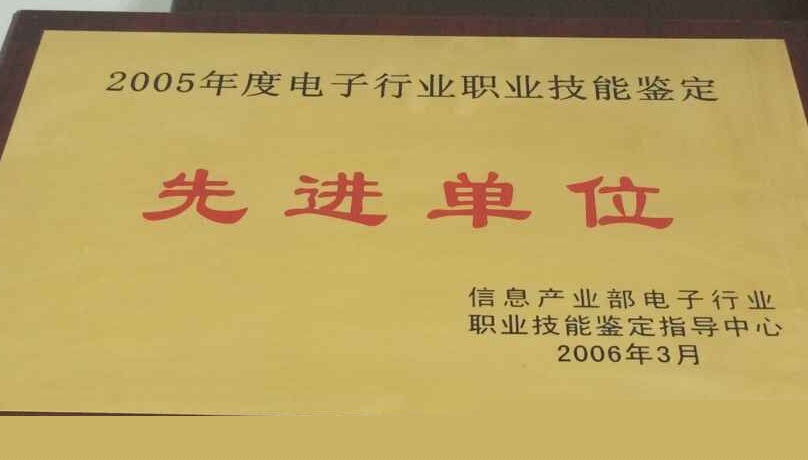 2005年度电子行业职业技能鉴定
先进单位
信息产业部电子行业
职业技能鉴定指导中心
2006年3月